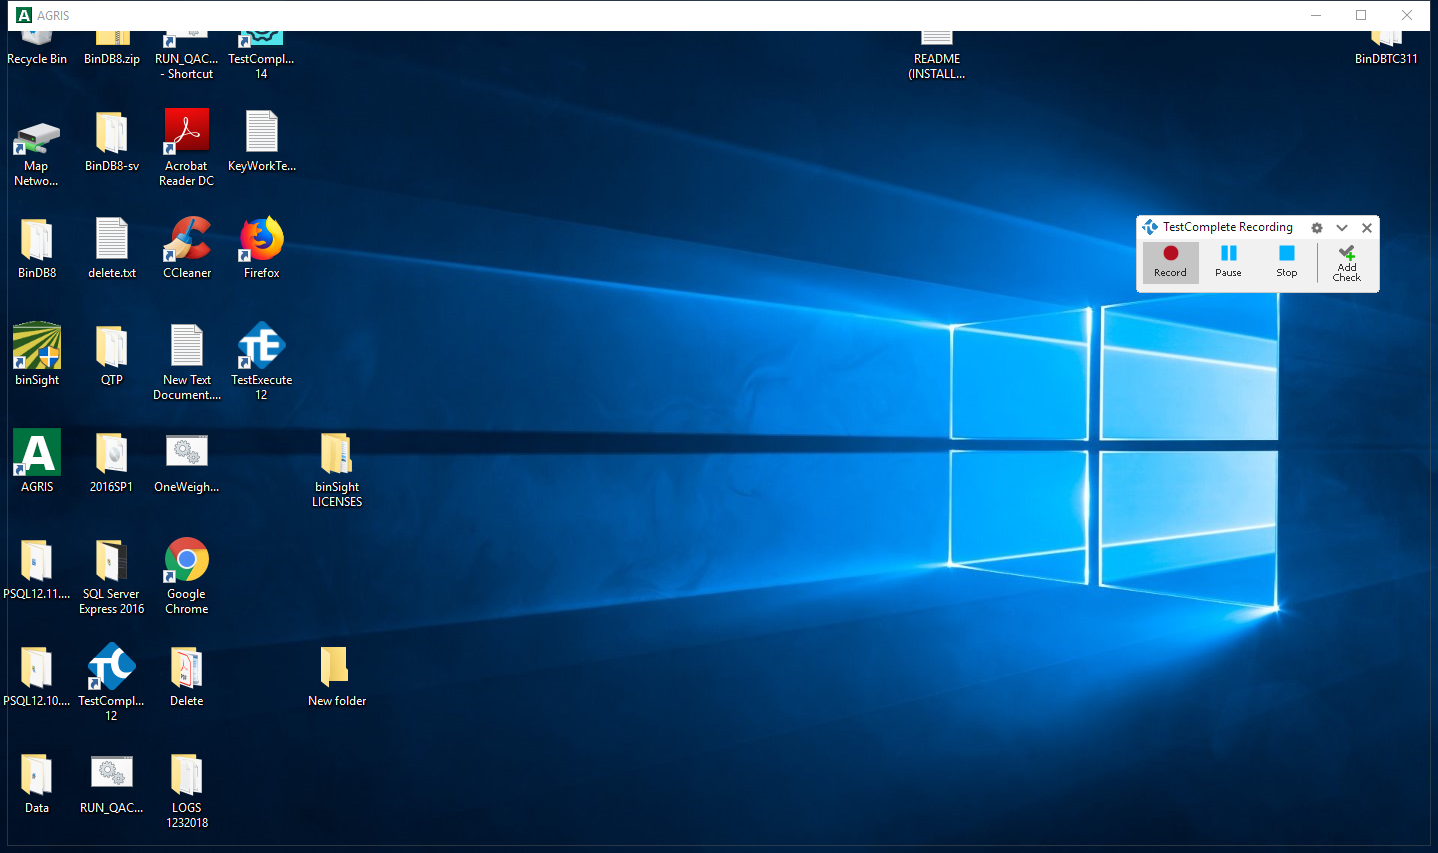 AGRIS
Recycle Bin
BinDB8.zip
RUN_QAC...
- Shortcut
TestCompl...
14
README
(INSTALL...
BinDBTC311
Map
Netwo...
BinDB8-sv
Acrobat
Reader DC
KeyWorkTe...
BinDB8
delete.txt
CCleaner
Firefox
TestComplete Recording
Record
Pause
Stop
Add
Check
binSight
QTP
New Text
Document....
TE
TestExecute
12
A
AGRIS
2016SP1
OneWeigh...
binSight
LICENSES
PSQL12.11....
SQL Server
Express 2016
Google
Chrome
PSQL12.10....
TC
TestCompl...
12
PDF
Delete
New folder
Data
RUN_QAC...
LOGS
1232018